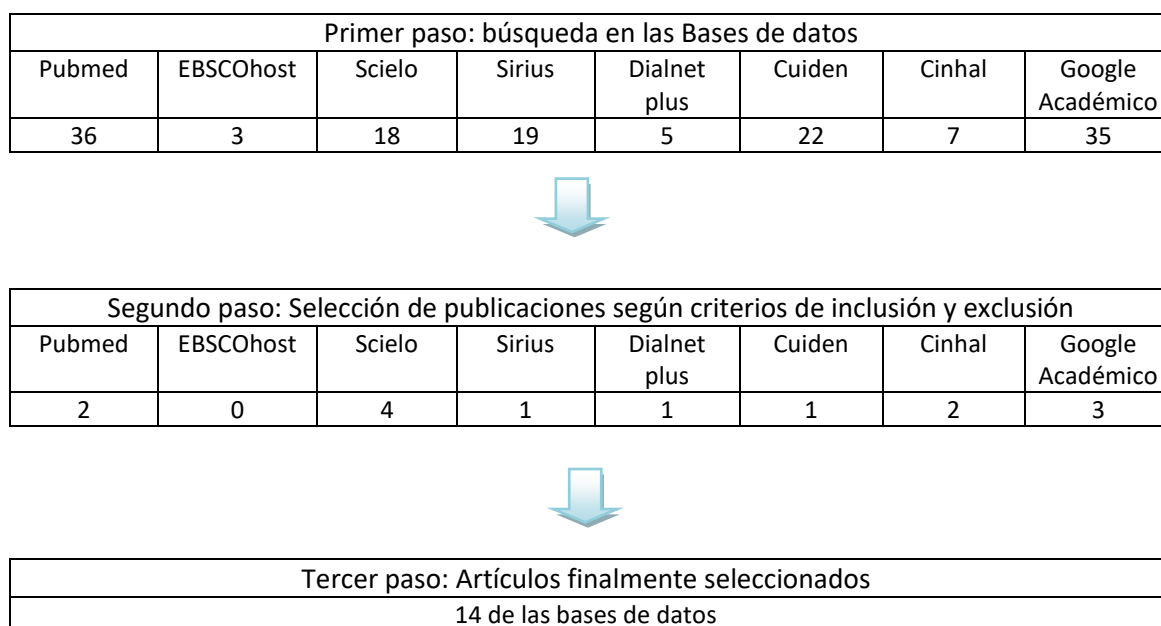 Primer paso: búsqueda en las Bases de datos
Pubmed EBSCOhost Scielo Sirius Dialnet plus Cuiden Cinhal Google Académico
36 3 18 19 5 22 7 35
Segundo paso: Selección de publicaciones según criterios de inclusión y exclusión
Pubmed EBSCOhost Scielo Sirius Dialnet plus Cuiden Cinhal Google Académico
2 0 4 1 1 1 2 3
Tercer paso: Artículos finalmente seleccionados
14 de las bases de datos